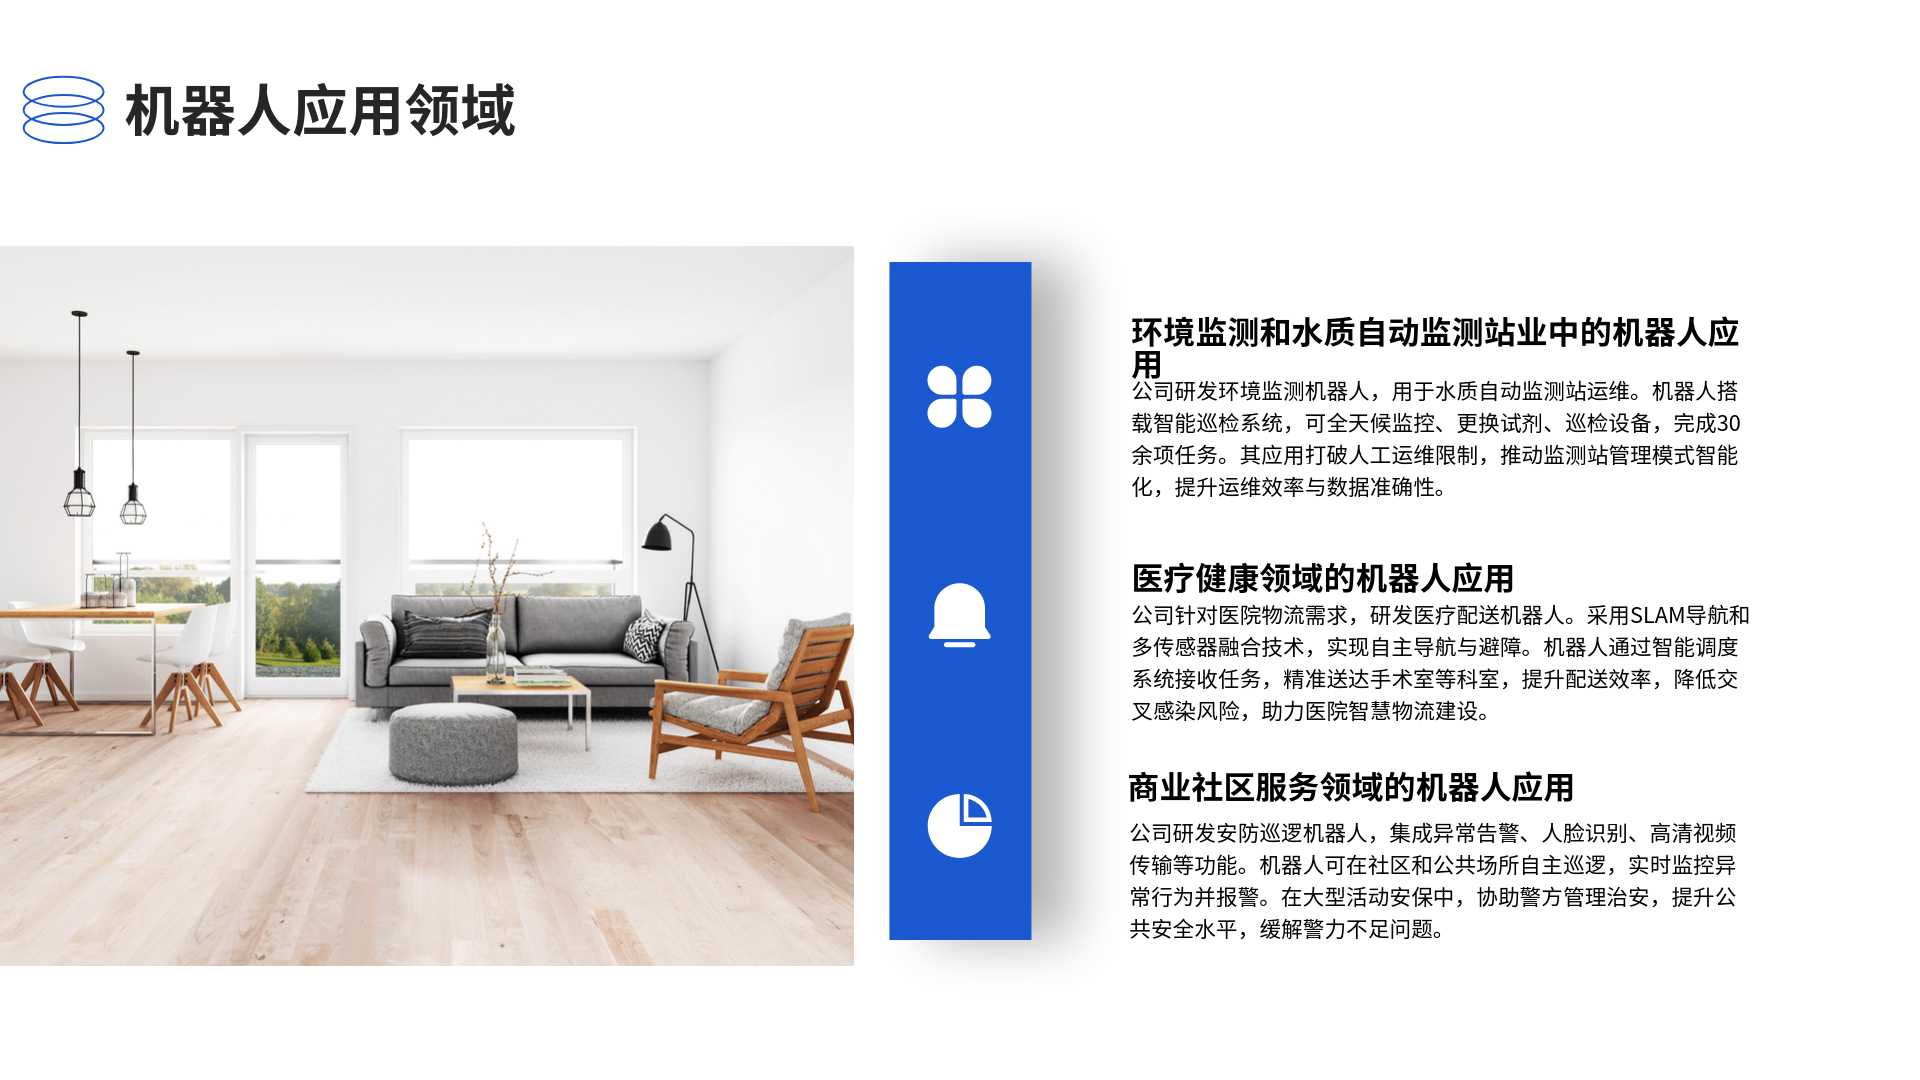 机器人应用领域
环境监测和水质自动监测站业中的机器人应
用
公司研发环境监测机器人，用于水质自动监测站运维。机器人搭
载智能巡检系统，可全天候监控、更换试剂、巡检设备，完成30
余项任务。其应用打破人工运维限制，推动监测站管理模式智能
化，提升运维效率与数据准确性。
医疗健康领域的机器人应用
公司针对医院物流需求，研发医疗配送机器人。采用SLAM导航和
多传感器融合技术，实现自主导航与避障。机器人通过智能调度
系统接收任务，精准送达手术室等科室，提升配送效率，降低交
叉感染风险，助力医院智慧物流建设。
商业社区服务领域的机器人应用
公司研发安防巡逻机器人，集成异常告警、人脸识别、高清视频
传输等功能。机器人可在社区和公共场所自主巡逻，实时监控异
常行为并报警。在大型活动安保中，协助警方管理治安，提升公
共安全水平，缓解警力不足问题。